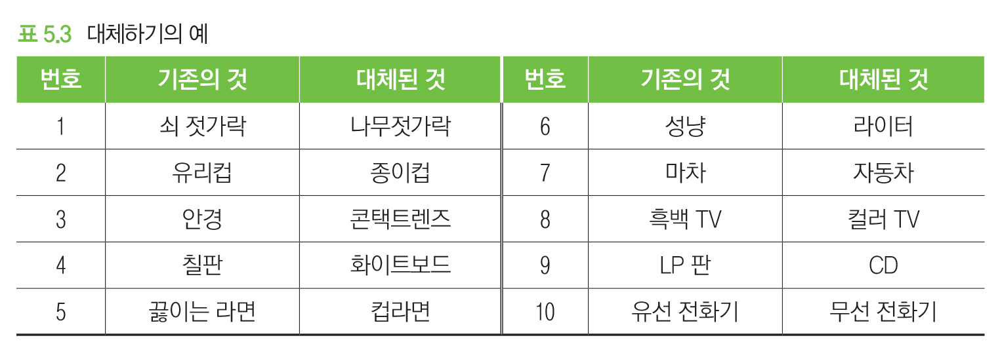 표 5.3 대체하기의 예
번호 기존의 것 대체된 것 번호 기존의 것 대체된 것
1 쇠 젓가락 나무젓가락 6 성냥 라이터
2 유리컵 종이컵 7 마차 자동차
3 안경 콘택트렌즈 8 흑백 TV 컬러 TV
4 칠판 화이트보드 9 LP 판 CD
5 끓이는 라면 컵라면 10 유선 전화기 무선 전화기